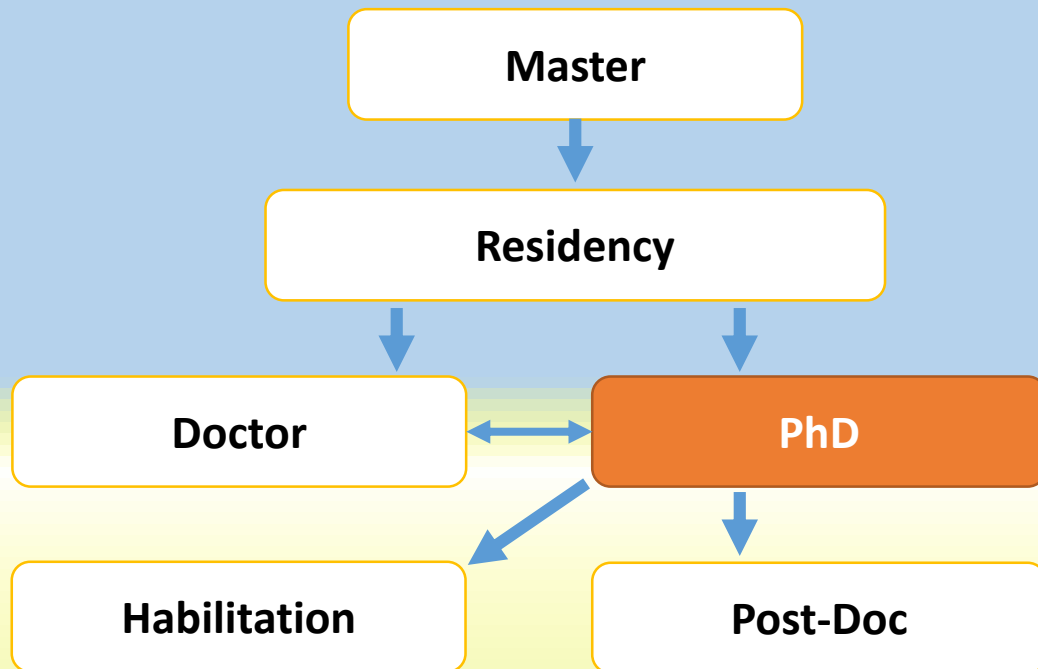 Master
Residency
Doctor
PhD
Habilitation
Post-Doc